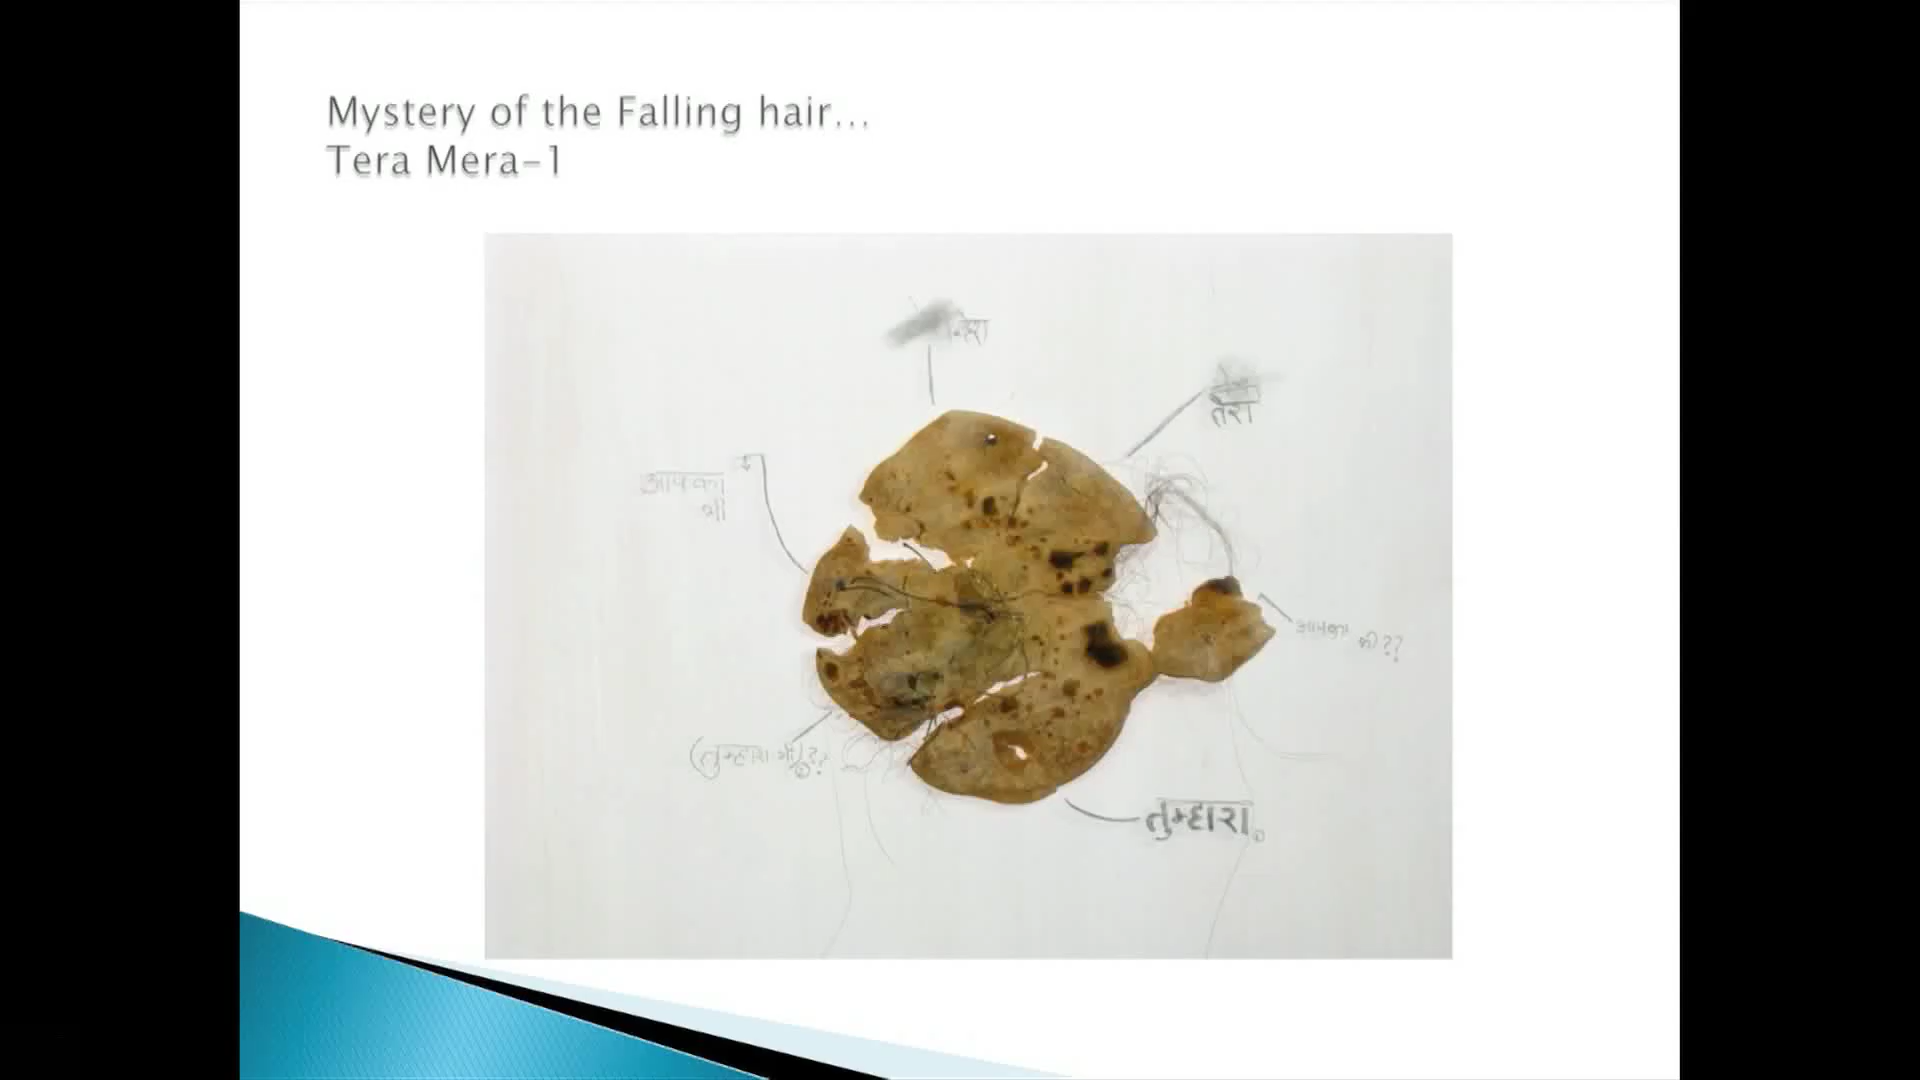 Mystery of the Falling hair...
Tera Mera-1
तेरा
आपका
भी
आपका भी??
(तुम्हारा भी)??
तुम्हारा